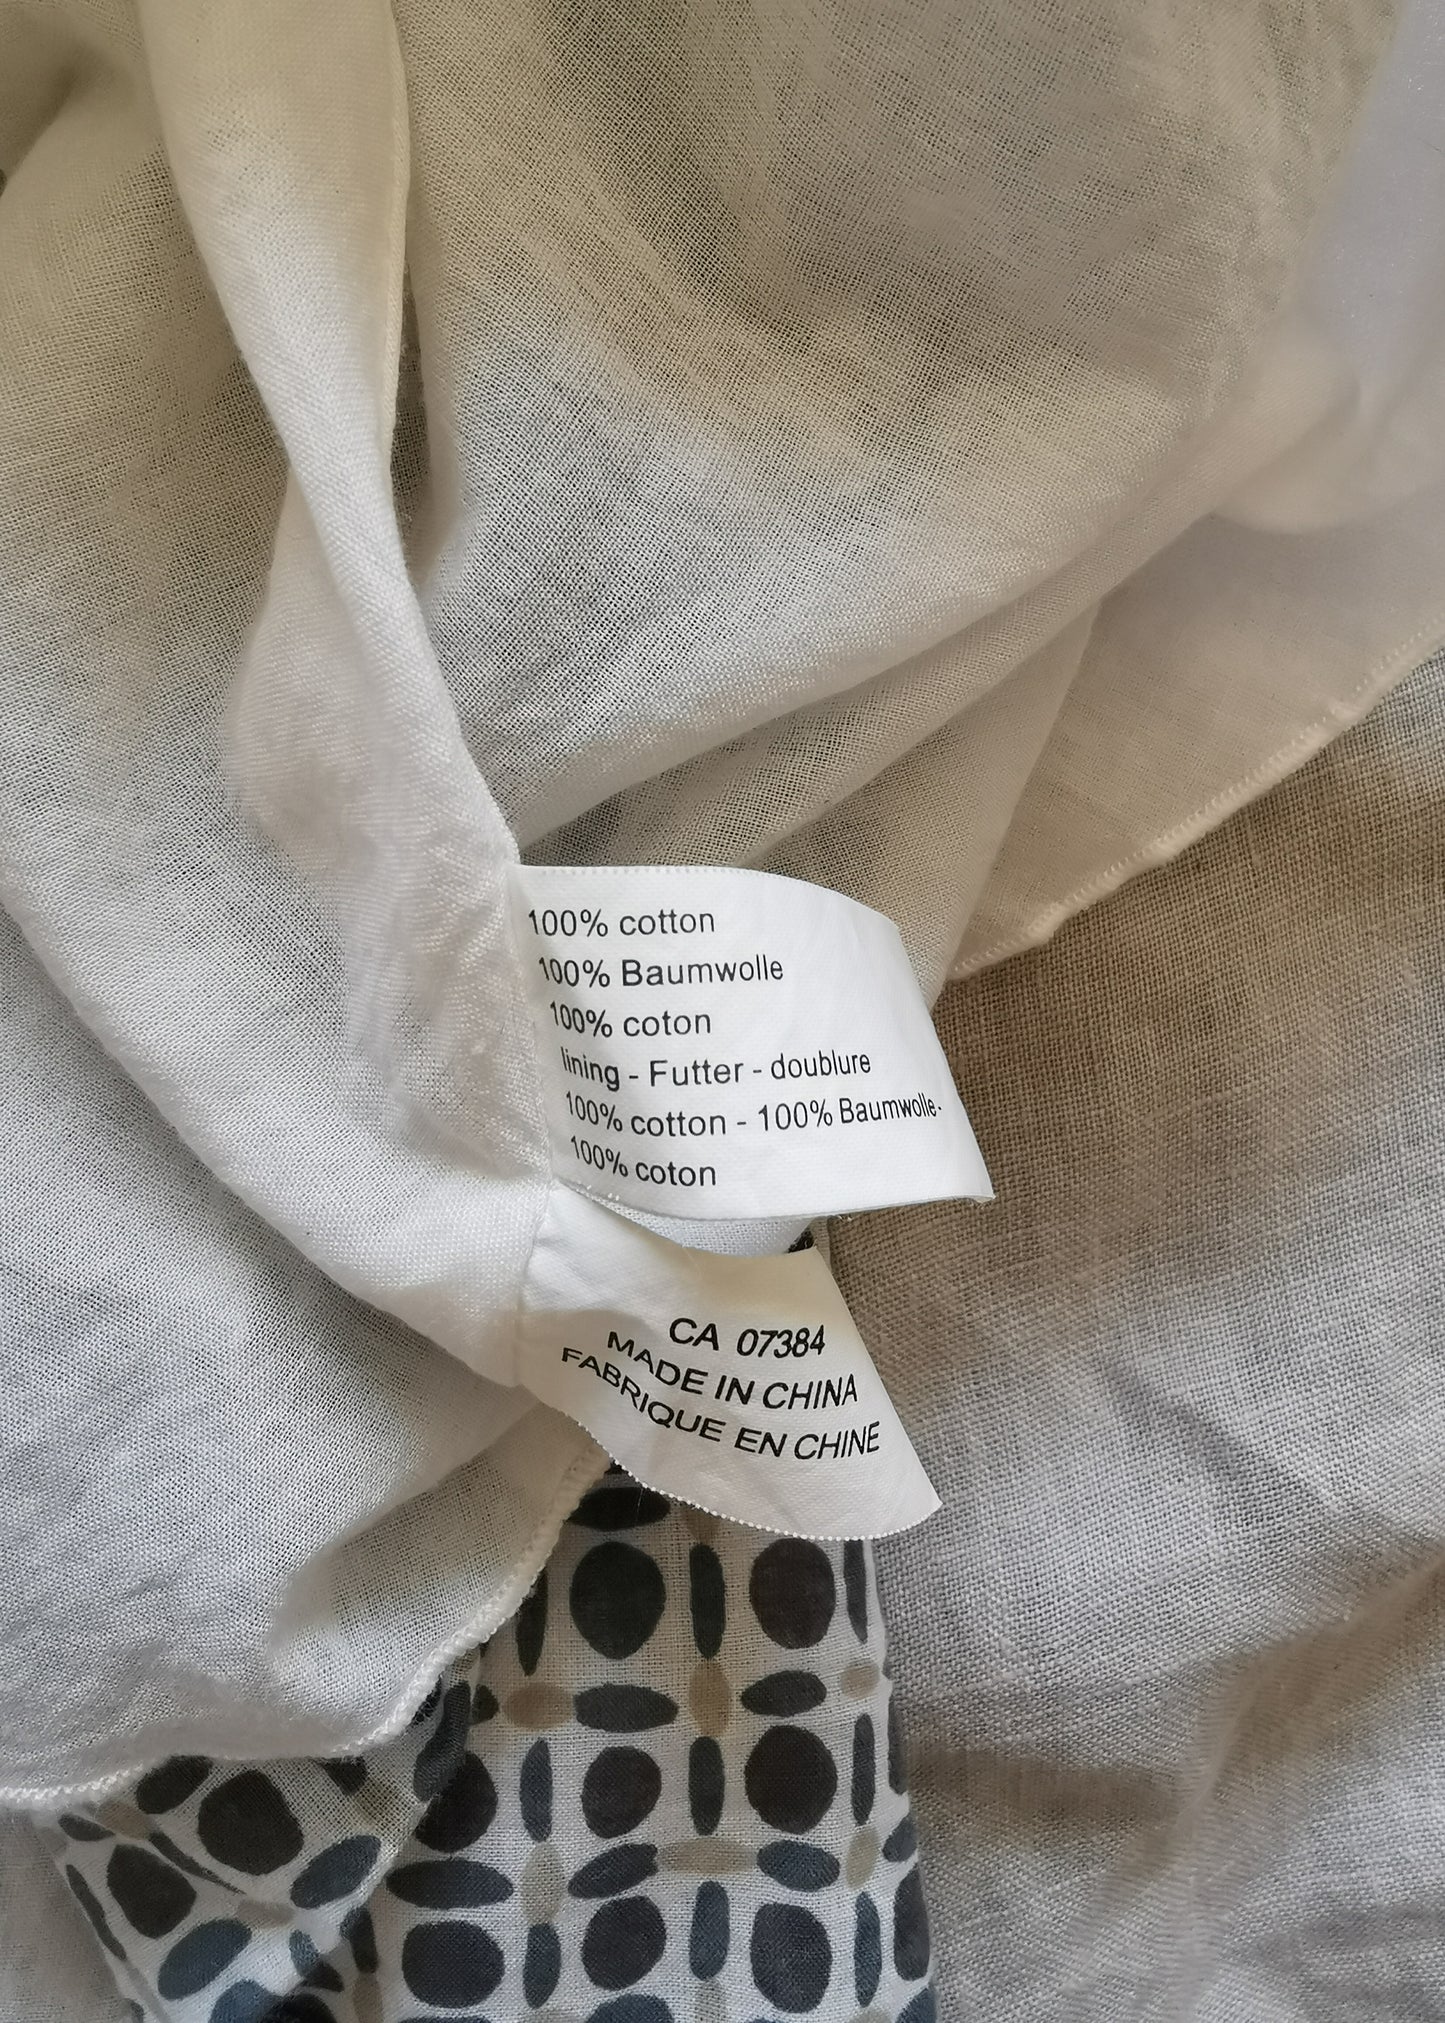 100% cotton
100% Baumwolle
100% coton
lining - Futter - doublure
100% cotton - 100% Baumwolle-
100% coton
CA 07384
MADE IN CHINA
FABRIQUE EN CHINE